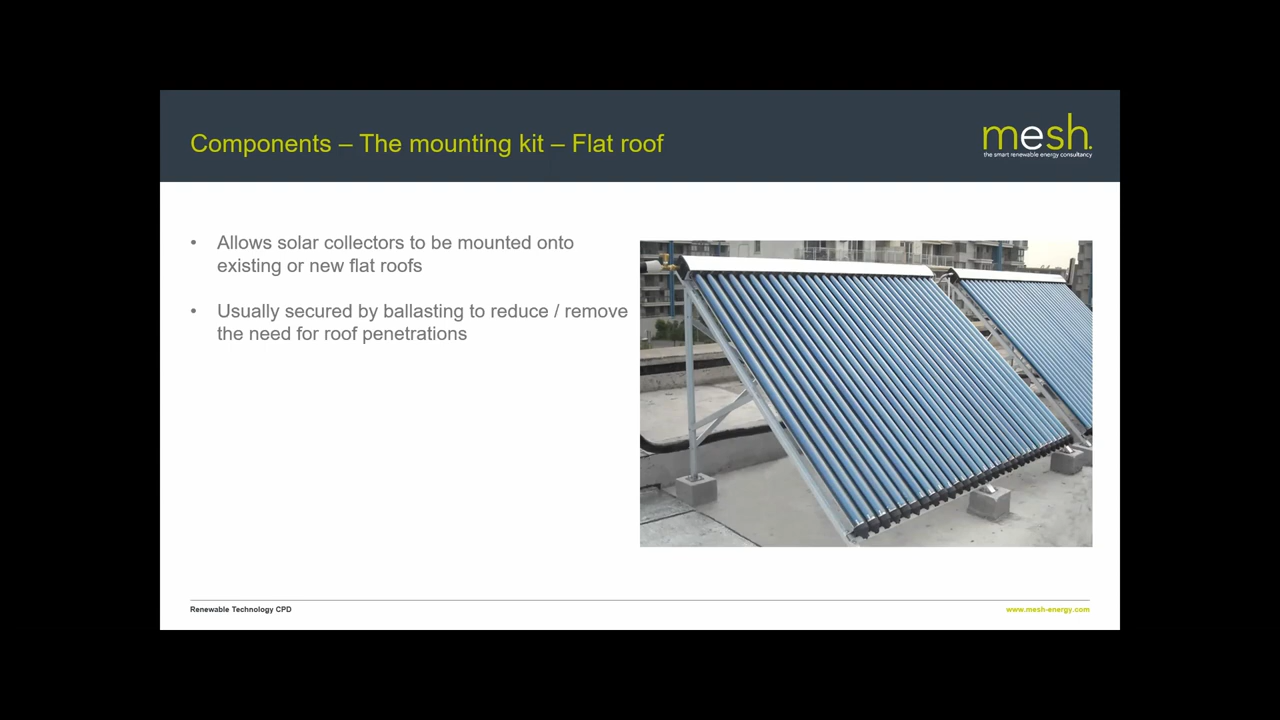 Components – The mounting kit – Flat roof
mesh.
the smart renewable energy consultancy
• Allows solar collectors to be mounted onto
existing or new flat roofs
• Usually secured by ballasting to reduce / remove
the need for roof penetrations
Renewable Technology CPD
www.mesh-energy.com